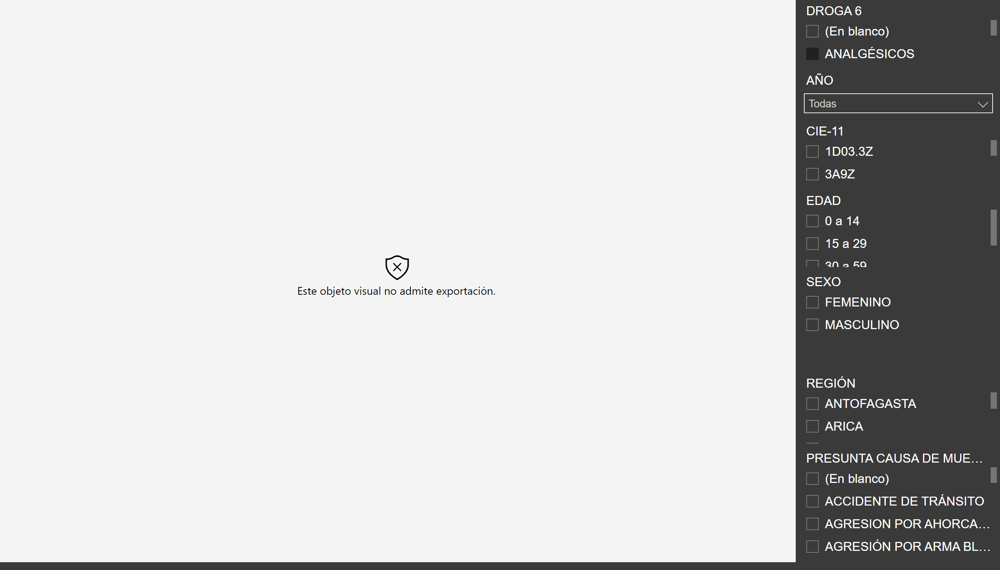 Este objeto visual no admite exportación.
DROGA 6
(En blanco)
ANALGÉSICOS
AÑO
Todas
CIE-11
1D03.3Z
3A9Z
EDAD
0 a 14
15 a 29
30 a 59
SEXO
FEMENINO
MASCULINO
REGIÓN
ANTOFAGASTA
ARICA
PRESUNTA CAUSA DE MUE…
(En blanco)
ACCIDENTE DE TRÁNSITO
AGRESION POR AHORCA…
AGRESIÓN POR ARMA BL…